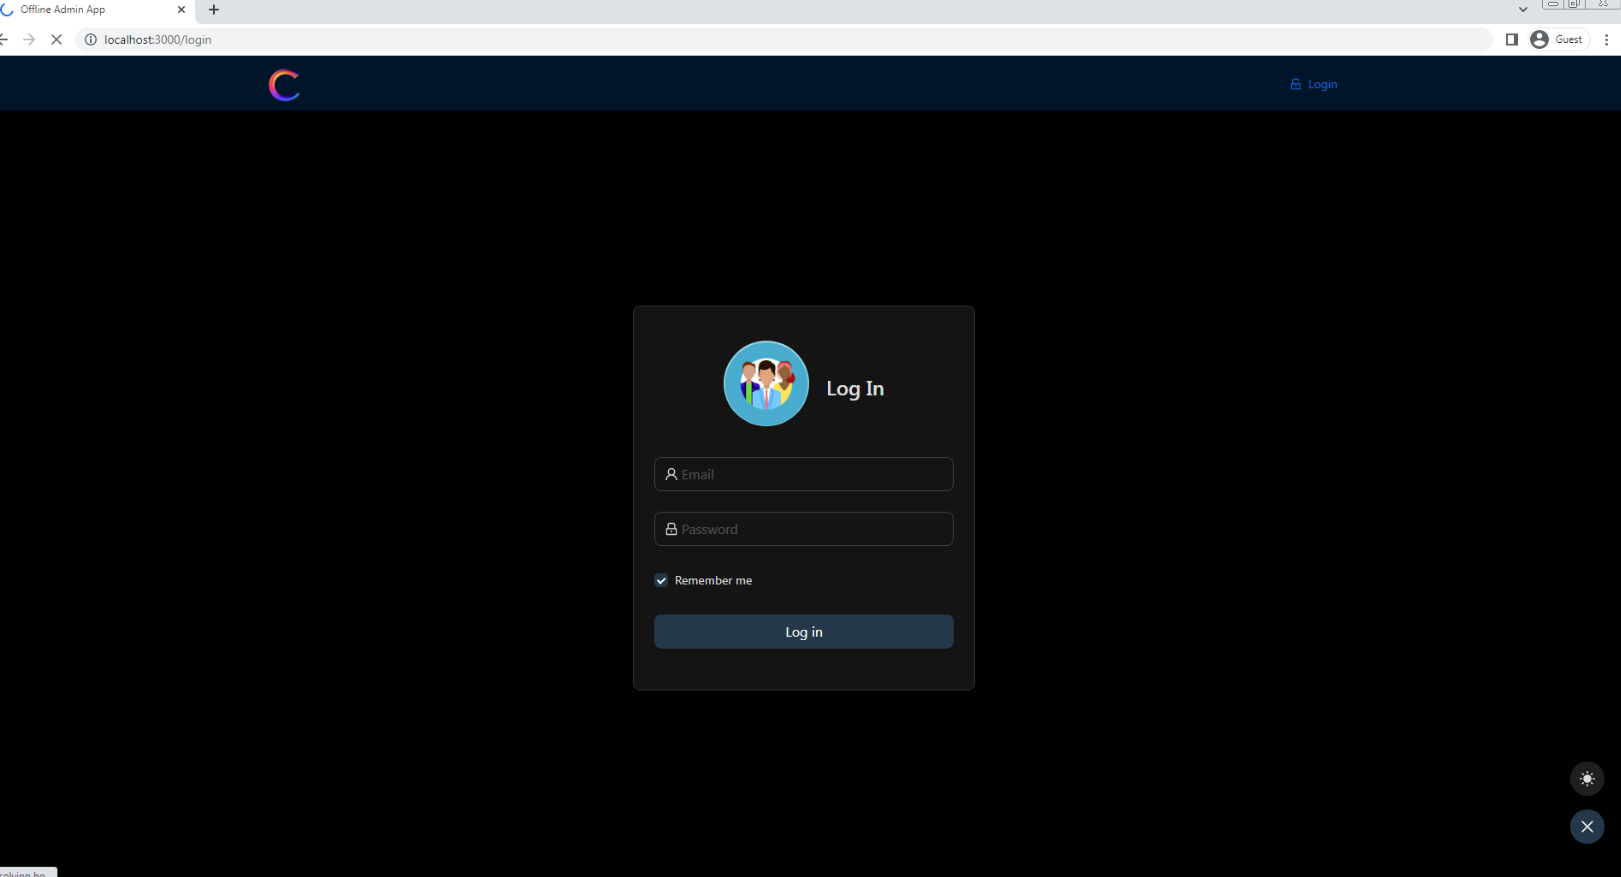 Offline Admin App
localhost:3000/login
Guest
Login
Log In
Email
Password
Remember me
Log in